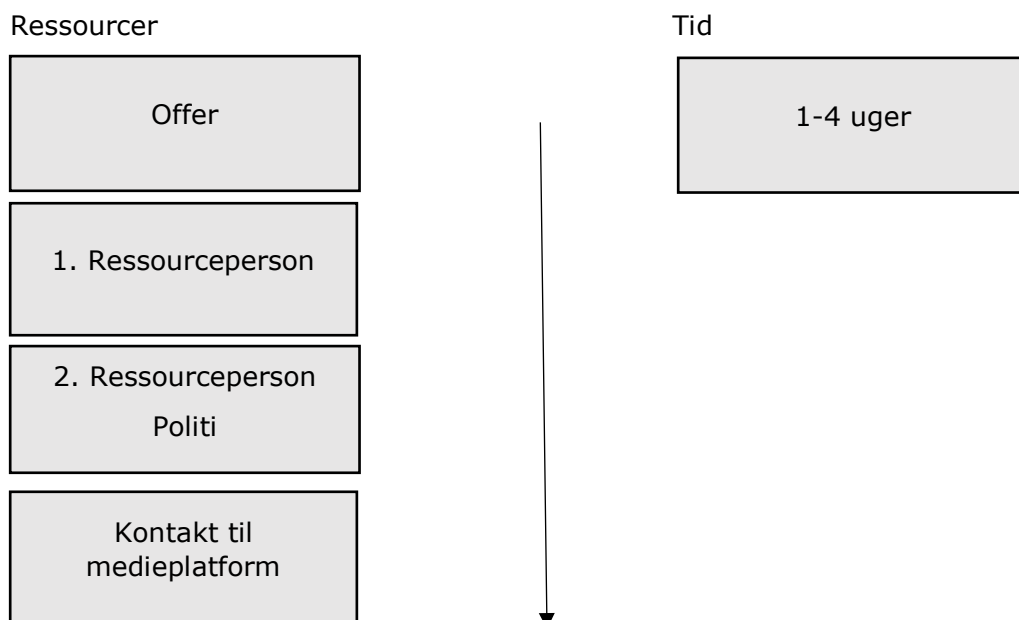 Ressourcer
Tid
Offer
1-4 uger
1. Ressourceperson
2. Ressourceperson
Politi
Kontakt til
medieplatform